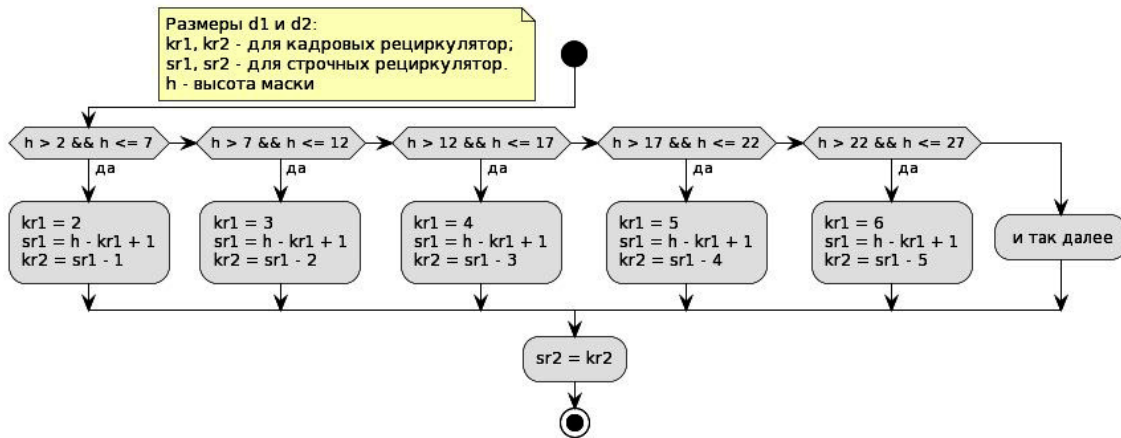 Размеры d1 и d2:
kr1, kr2 - для кадровых рециркулятор;
sr1, sr2 - для строчных рециркулятор.
h - высота маски
h > 2 && h <= 7
h > 7 && h <= 12
h > 12 && h <= 17
h > 17 && h <= 22
h > 22 && h <= 27
да
да
да
да
да
kr1 = 2
sr1 = h - kr1 + 1
kr2 = sr1 - 1
kr1 = 3
sr1 = h - kr1 + 1
kr2 = sr1 - 2
kr1 = 4
sr1 = h - kr1 + 1
kr2 = sr1 - 3
kr1 = 5
sr1 = h - kr1 + 1
kr2 = sr1 - 4
kr1 = 6
sr1 = h - kr1 + 1
kr2 = sr1 - 5
и так далее
sr2 = kr2